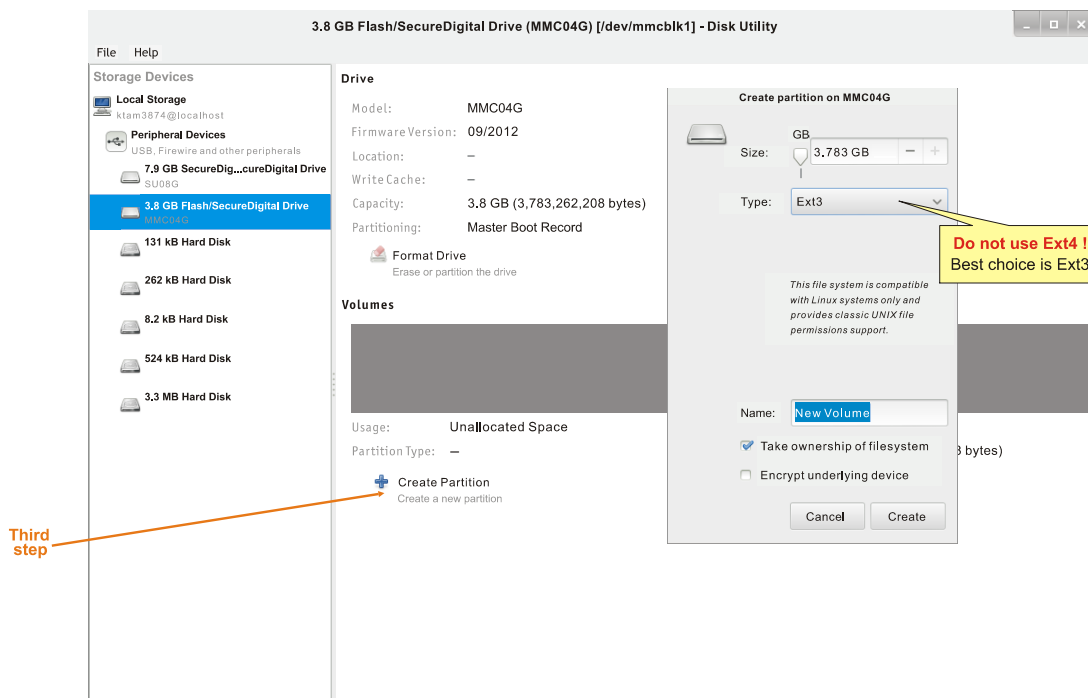 3.8 GB Flash/SecureDigital Drive (MMC04G) [/dev/mmcblk1] - Disk Utility
File Help
Storage Devices
Local Storage
ktam3874@localhost
Peripheral Devices
USB, Firewire and other peripherals
7.9 GB SecureDig...cureDigital Drive
SU08G
3.8 GB Flash/SecureDigital Drive
MMC04G
131 kB Hard Disk
262 kB Hard Disk
8.2 kB Hard Disk
524 kB Hard Disk
3.3 MB Hard Disk
Drive
Model: MMC04G
Firmware Version: 09/2012
Location: –
Write Cache: –
Capacity: 3.8 GB (3,783,262,208 bytes)
Partitioning: Master Boot Record
Format Drive
Erase or partition the drive
Volumes
Usage: Unallocated Space
Partition Type: –
3 bytes)
Create Partition
Create a new partition
Third
step
Create partition on MMC04G
GB
Size: 3.783 GB
Type: Ext3
Do not use Ext4 !
Best choice is Ext3
This file system is compatible
with Linux systems only and
provides classic UNIX file
permissions support.
Name: New Volume
Take ownership of filesystem
Encrypt underlying device
Cancel Create